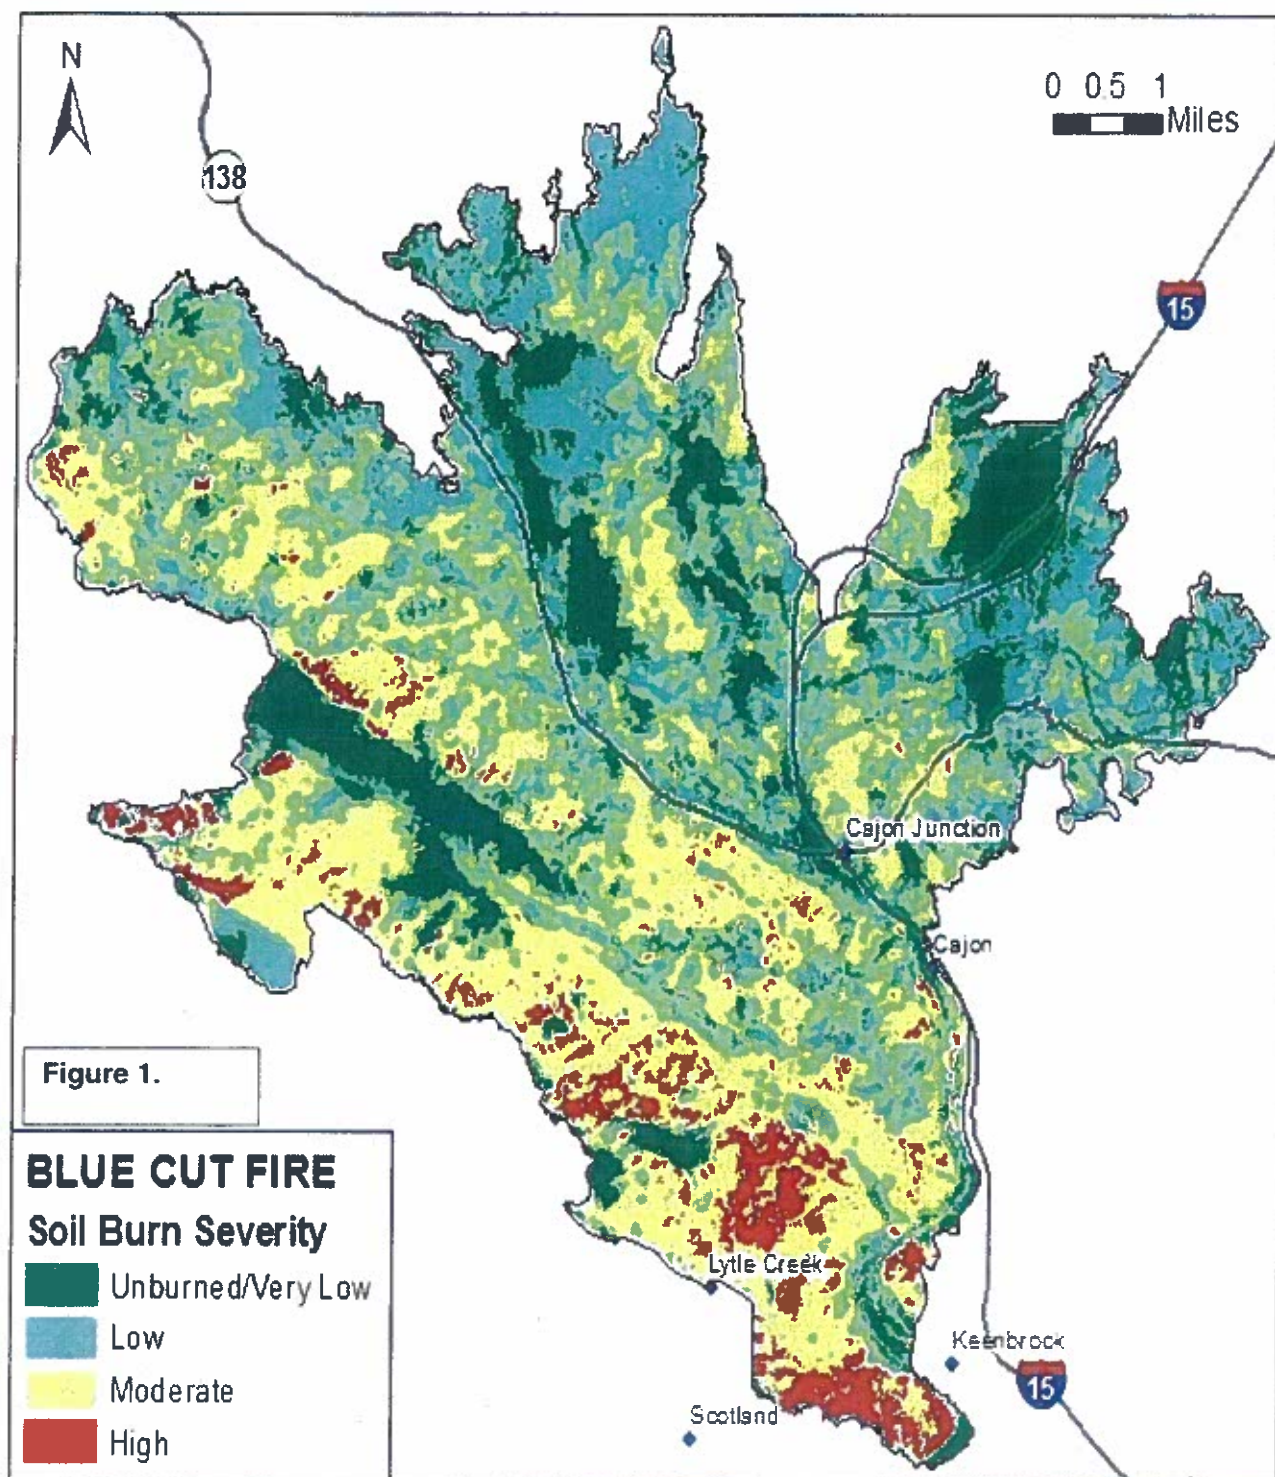 N
0 0.5 1
Miles
138
15
Cajon Junction
Cajon
Figure 1.
BLUE CUT FIRE
Soil Burn Severity
Unburned/Very Low
Low
Moderate
High
Lytle Creek
Keenbrook
15
Scotland